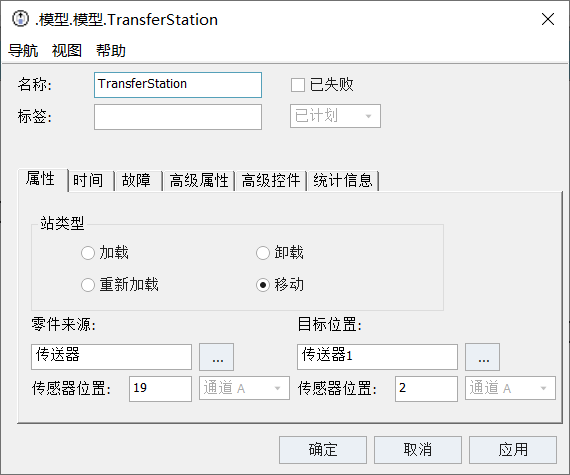 .模型.模型.TransferStation
导航 视图 帮助
名称: TransferStation 已失败
标签: 已计划
属性 时间 故障 高级属性 高级控件 统计信息
站类型
加载 卸载
重新加载 移动
零件来源: 目标位置:
传送器 ... 传送器1 ...
传感器位置: 19 通道 A 传感器位置: 2 通道 A
确定 取消 应用